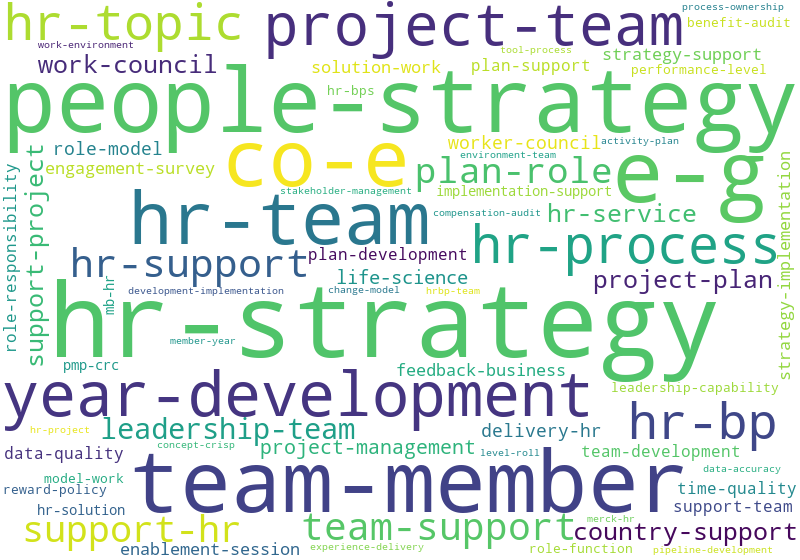 process-ownership
hr-topic
project-team
benefit-audit
work-environment
tool-process
strategy-support
work-council
solution-work
plan-support
performance-level
people-strategy
hr-bps
role-model
co-e
worker-council
activity-plan
environment-team
engagement-survey
plan-role
e-g
stakeholder-management
implementation-support
role-responsibility
support-project
hr-team
compensation-audit
hr-service
strategy-implementation
hr-support
plan-development
hr-process
life-science
project-plan
mb-hr
development-implementation
change-model
hrbp-team
hr-strategy
member-year
pmp-crc
feedback-business
year-development
leadership-capability
hr-project
leadership-team
delivery-hr
hr-bp
concept-crisp
project-management
data-quality
level-roll
team-development
team-member
data-accuracy
model-work
reward-policy
time-quality
hr-solution
support-team
support-hr
team-support
merck-hr
country-support
enablement-session
experience-delivery
role-function
pipeline-development